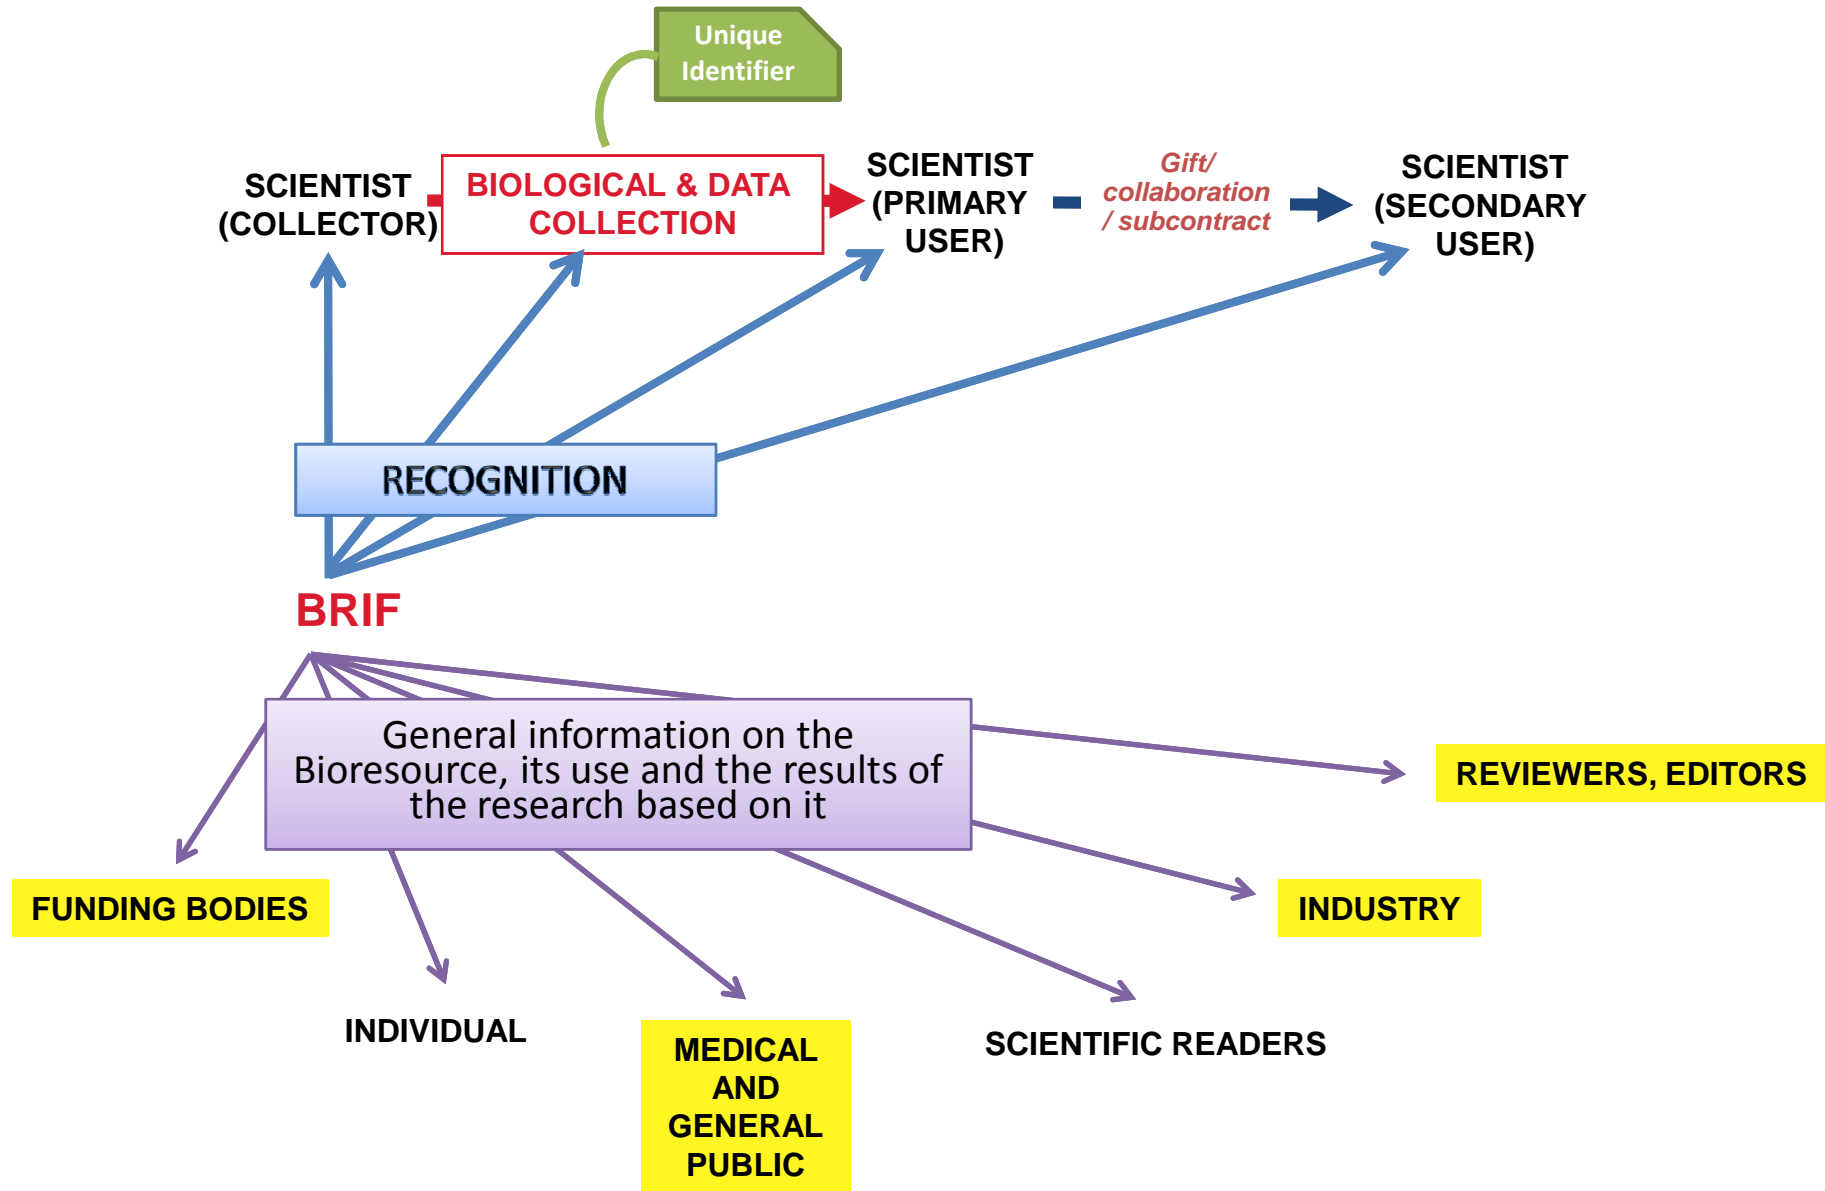 Unique
Identifier
SCIENTIST
(COLLECTOR)
BIOLOGICAL & DATA
COLLECTION
SCIENTIST
(PRIMARY
USER)
Gift/
collaboration
/ subcontract
SCIENTIST
(SECONDARY
USER)
RECOGNITION
BRIF
General information on the
Bioresource, its use and the results of
the research based on it
REVIEWERS, EDITORS
FUNDING BODIES
INDUSTRY
INDIVIDUAL
MEDICAL
AND
GENERAL
PUBLIC
SCIENTIFIC READERS